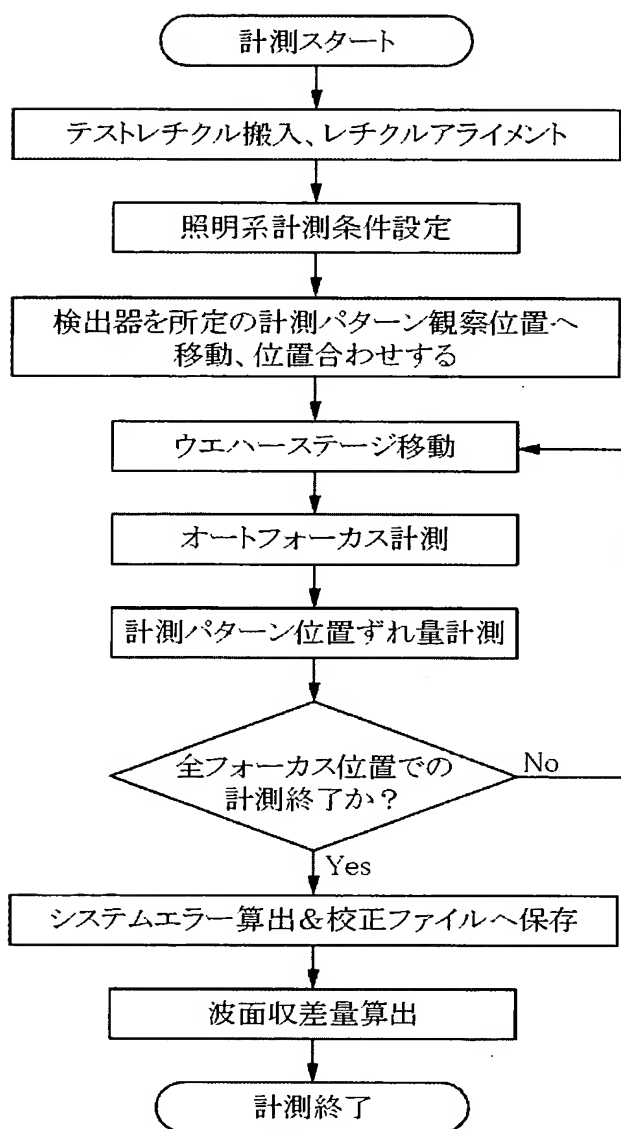 計測スタート
テストレチクル搬入、レチクルアライメント
照明系計測条件設定
検出器を所定の計測パターン観察位置へ
移動、位置合わせする
ウエハーステージ移動
オートフォーカス計測
計測パターン位置ずれ量計測
全フォーカス位置での
計測終了か？
No
Yes
システムエラー算出&校正ファイルへ保存
波面収差量算出
計測終了